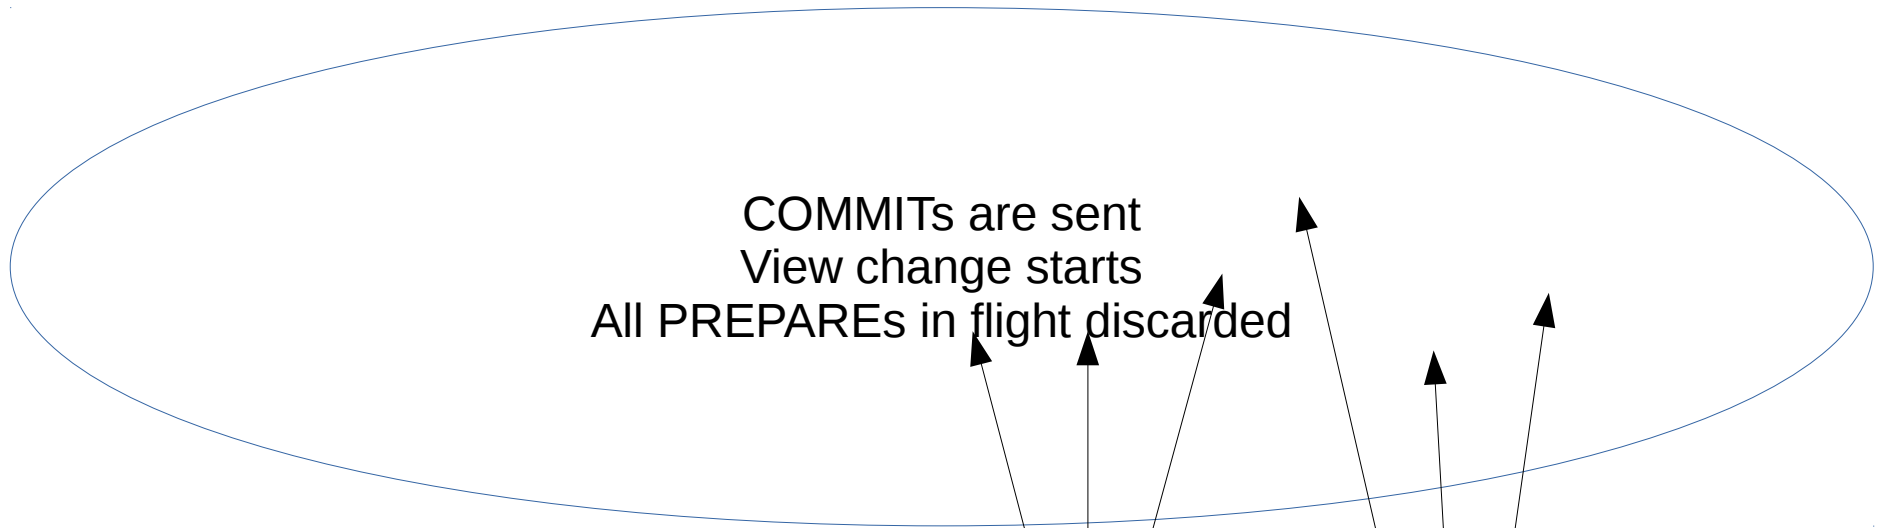 COMMITs are sent
View change starts
All PREPAREs in flight discarded